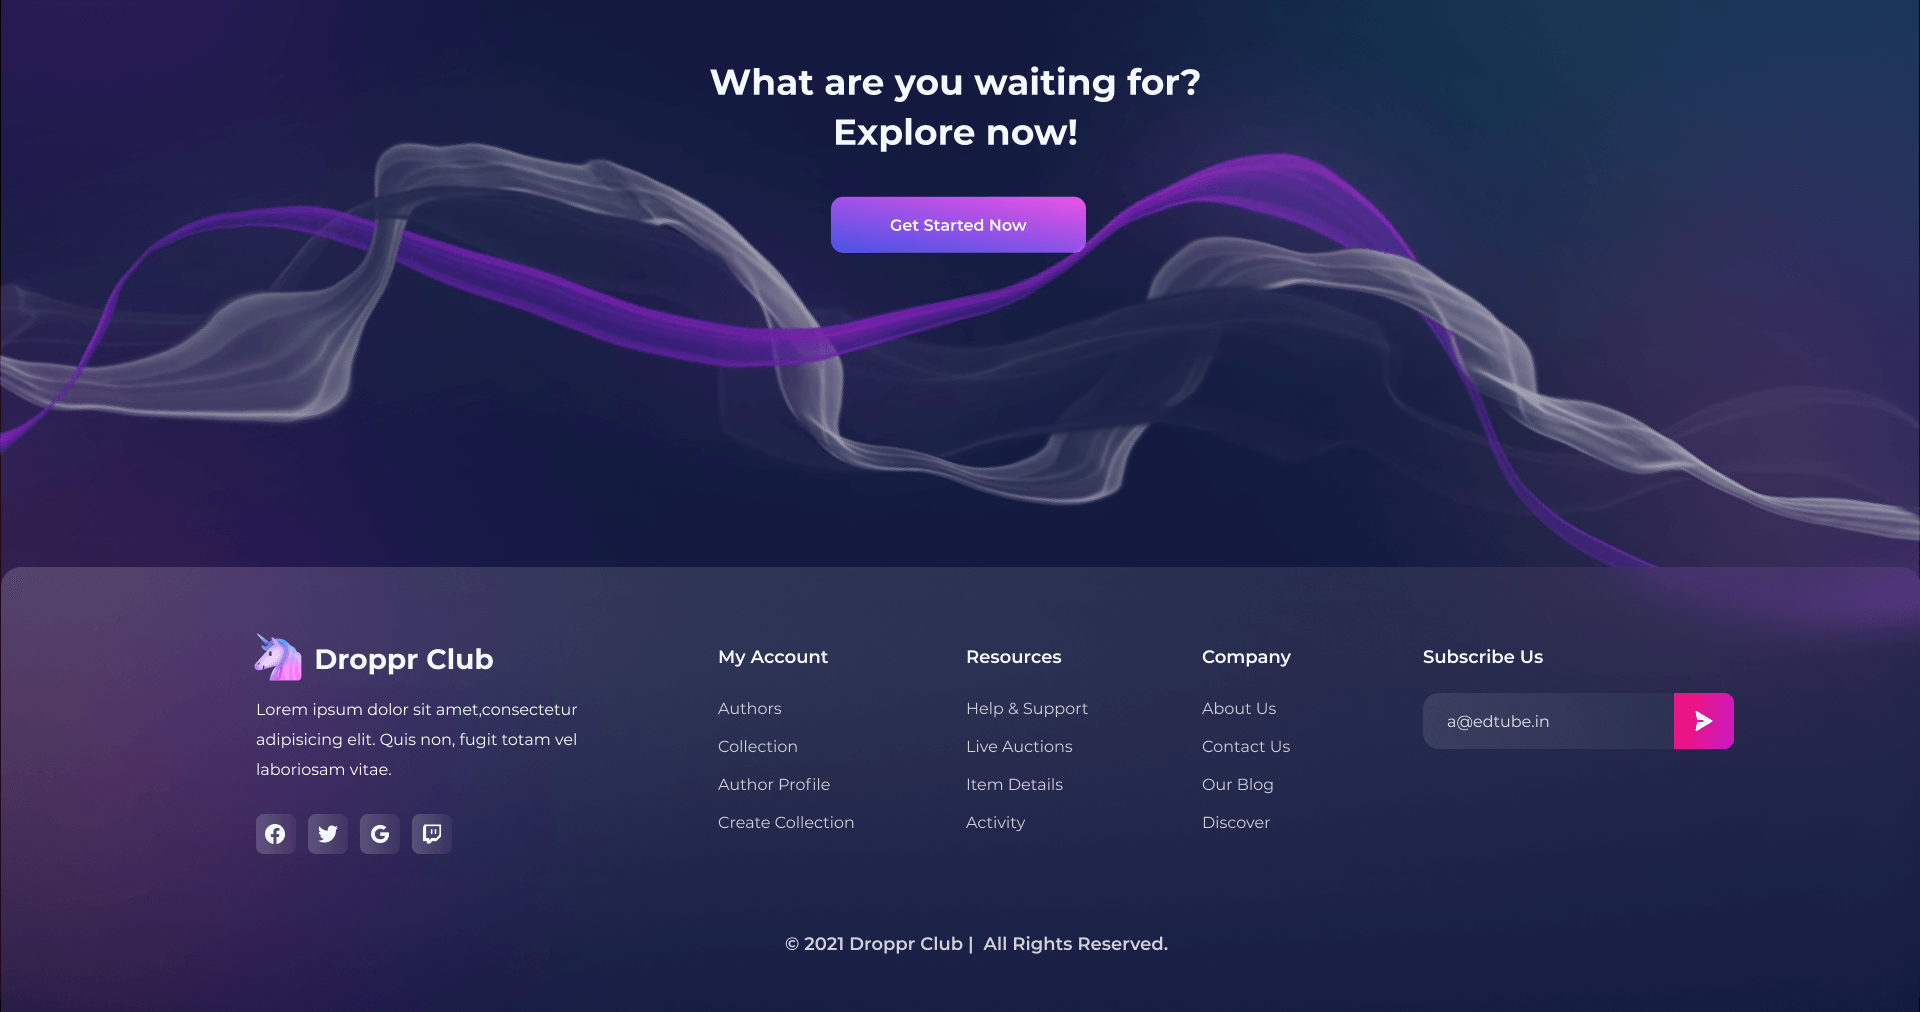 What are you waiting for?
Explore now!
Get Started Now
Droppr Club
Lorem ipsum dolor sit amet,consectetur
adipisicing elit. Quis non, fugit totam vel
laboriosam vitae.
My Account
Authors
Collection
Author Profile
Create Collection
Resources
Help & Support
Live Auctions
Item Details
Activity
Company
About Us
Contact Us
Our Blog
Discover
Subscribe Us
a@edtube.in
© 2021 Droppr Club | All Rights Reserved.